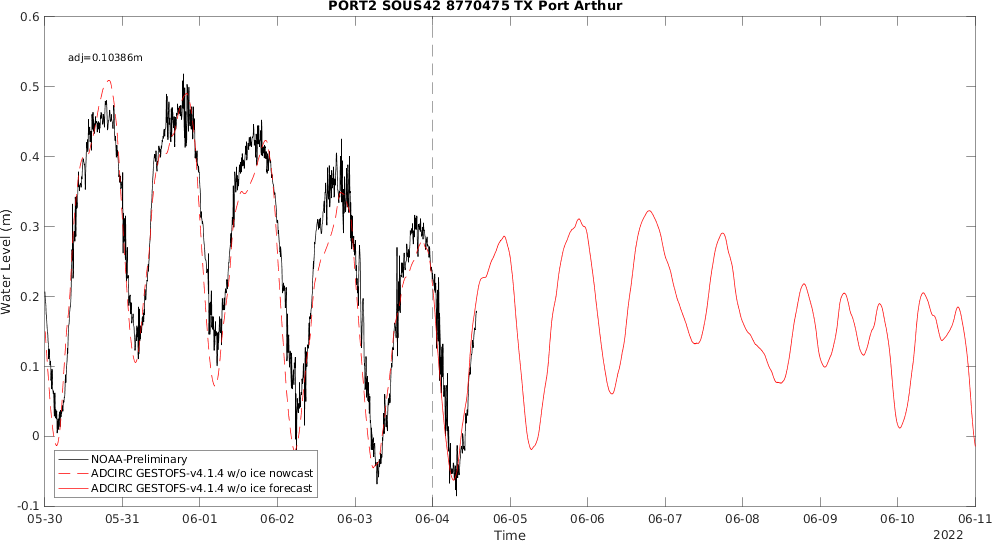 PORT2 SOUS42 8770475 TX Port Arthur
0.6
adj=0.10386m
0.5
0.4
0.3
0.2
0.1
0
-0.1
Water Level (m)
NOAA-Preliminary
ADCIRC GESTOFS-v4.1.4 w/o ice nowcast
ADCIRC GESTOFS-v4.1.4 w/o ice forecast
05-30 05-31 06-01 06-02 06-03 06-04 06-05 06-06 06-07 06-08 06-09 06-10 06-11
Time
2022